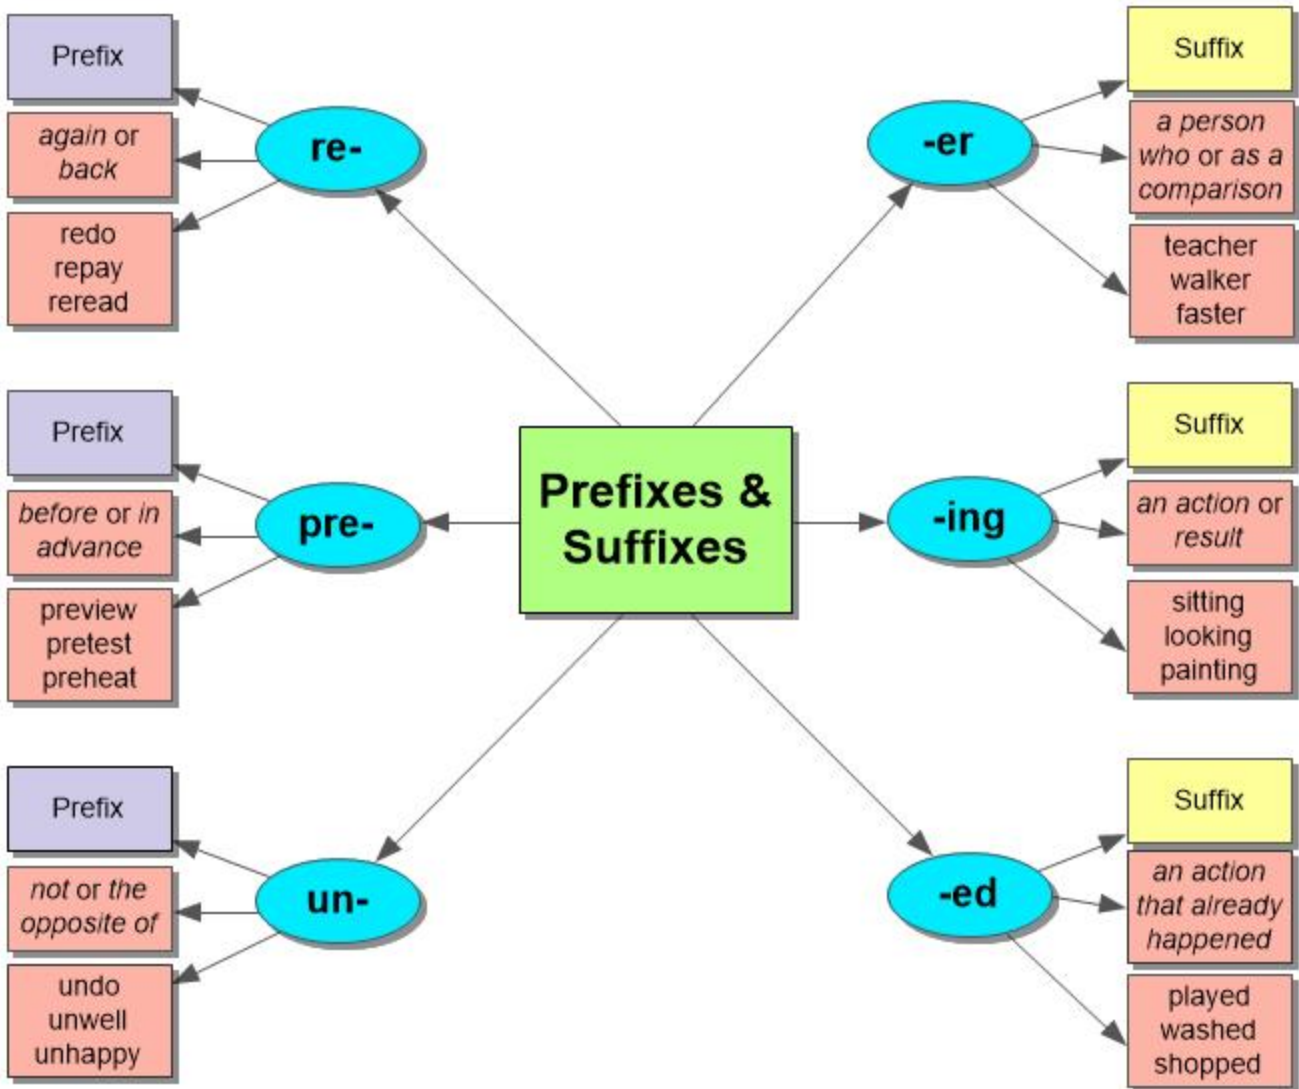 Prefix
re-
again or
back
redo
repay
reread
Prefix
pre-
before or in
advance
preview
pretest
preheat
Prefix
un-
not or the
opposite of
undo
unwell
unhappy
Prefixes &
Suffixes
Suffix
-er
a person
who or as a
comparison
teacher
walker
faster
Suffix
-ing
an action or
result
sitting
looking
painting
Suffix
-ed
an action
that already
happened
played
washed
shopped